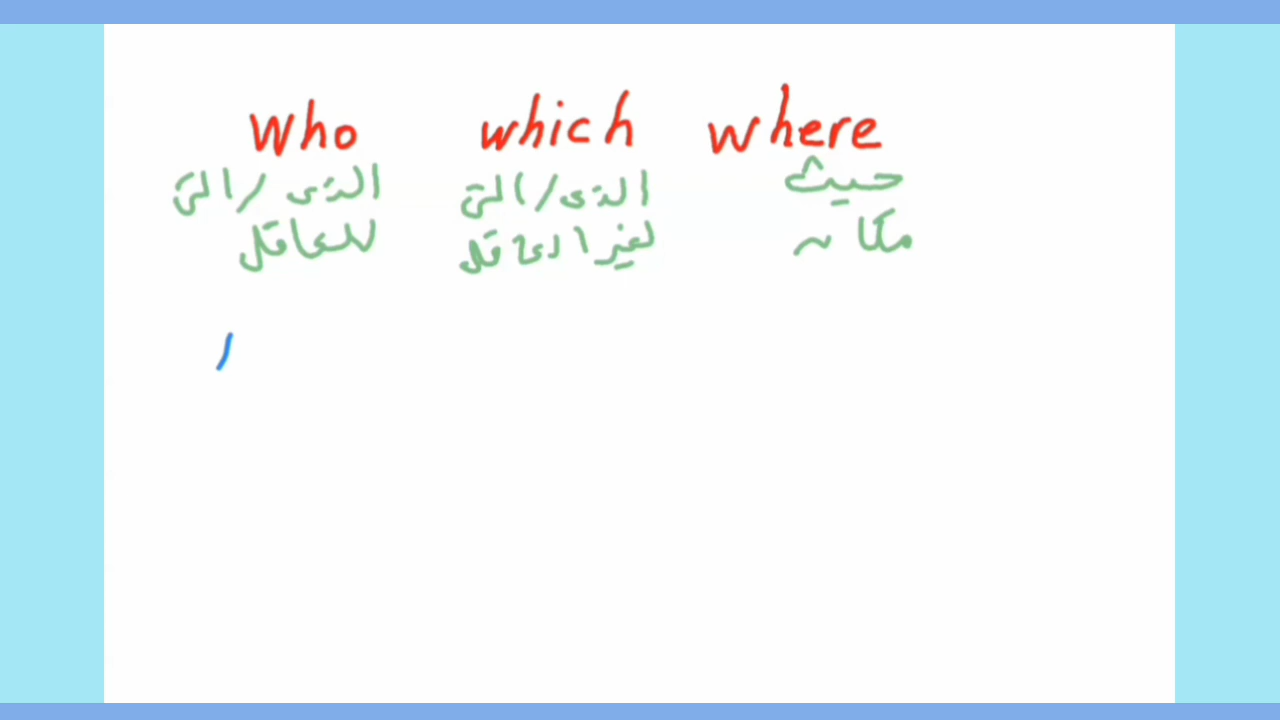 who which where
الذى / التى الذى / التى حيث
للعاقل لغير العاقل مكان